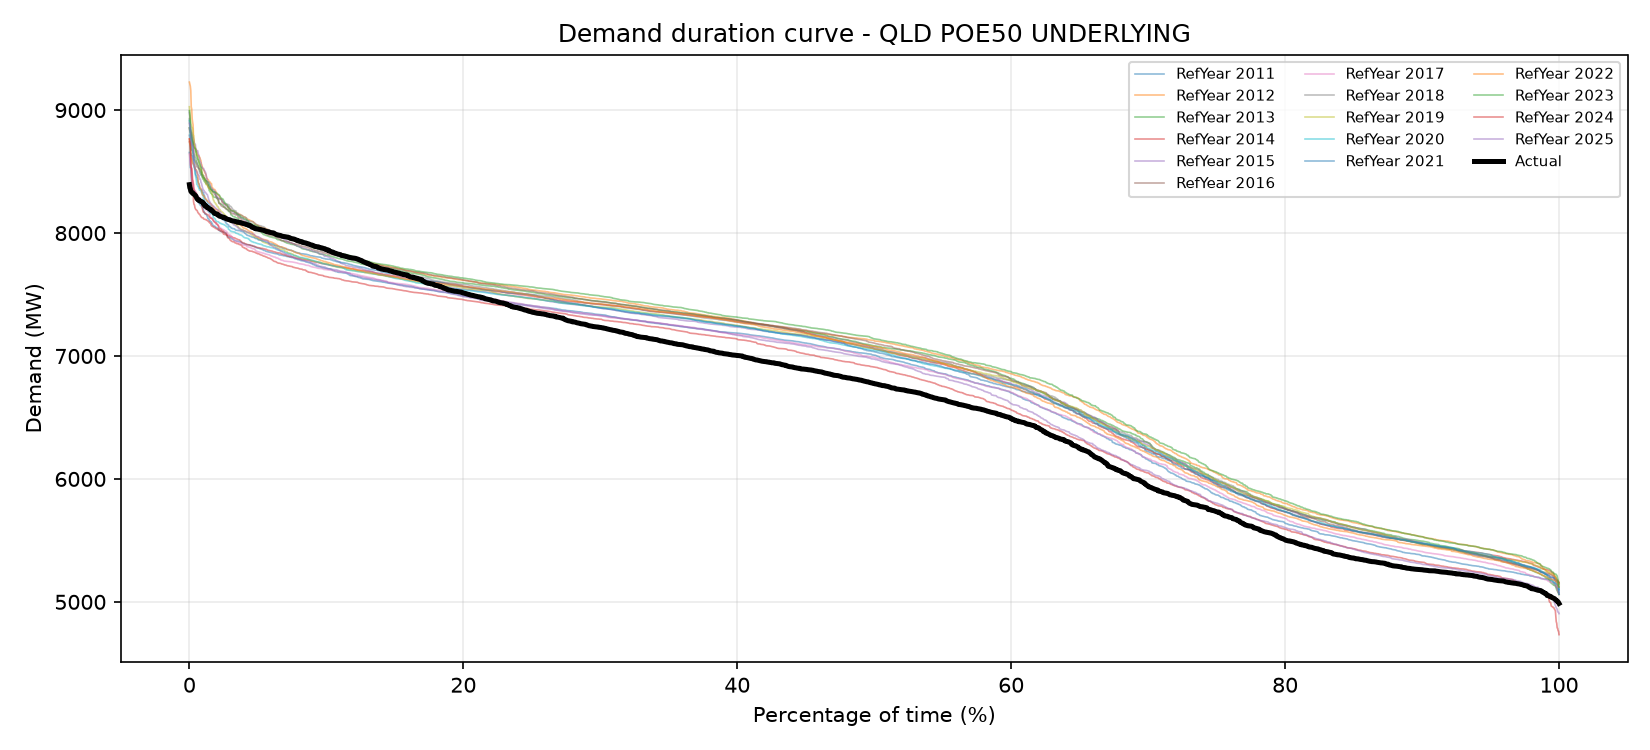 Demand duration curve - QLD POE50 UNDERLYING
RefYear 2011
RefYear 2012
RefYear 2013
RefYear 2014
RefYear 2015
RefYear 2016
RefYear 2017
RefYear 2018
RefYear 2019
RefYear 2020
RefYear 2021
RefYear 2022
RefYear 2023
RefYear 2024
RefYear 2025
Actual
Demand (MW)
9000
8000
7000
6000
5000
0
20
40
60
80
100
Percentage of time (%)